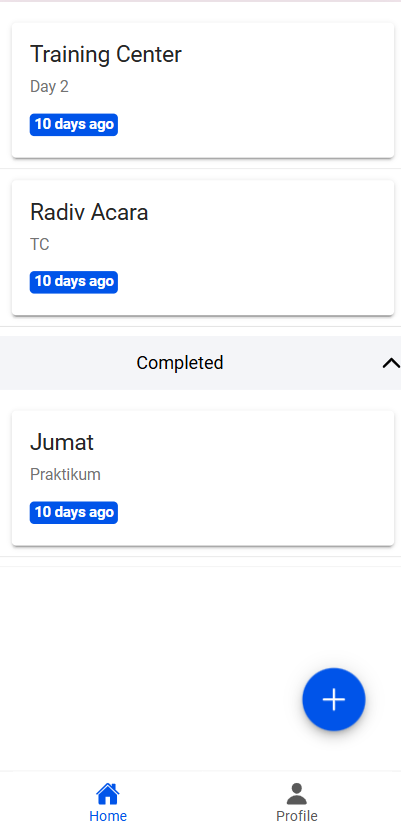 Training Center
Day 2
10 days ago
Radiv Acara
TC
10 days ago
Completed
Jumat
Praktikum
10 days ago
Home
Profile